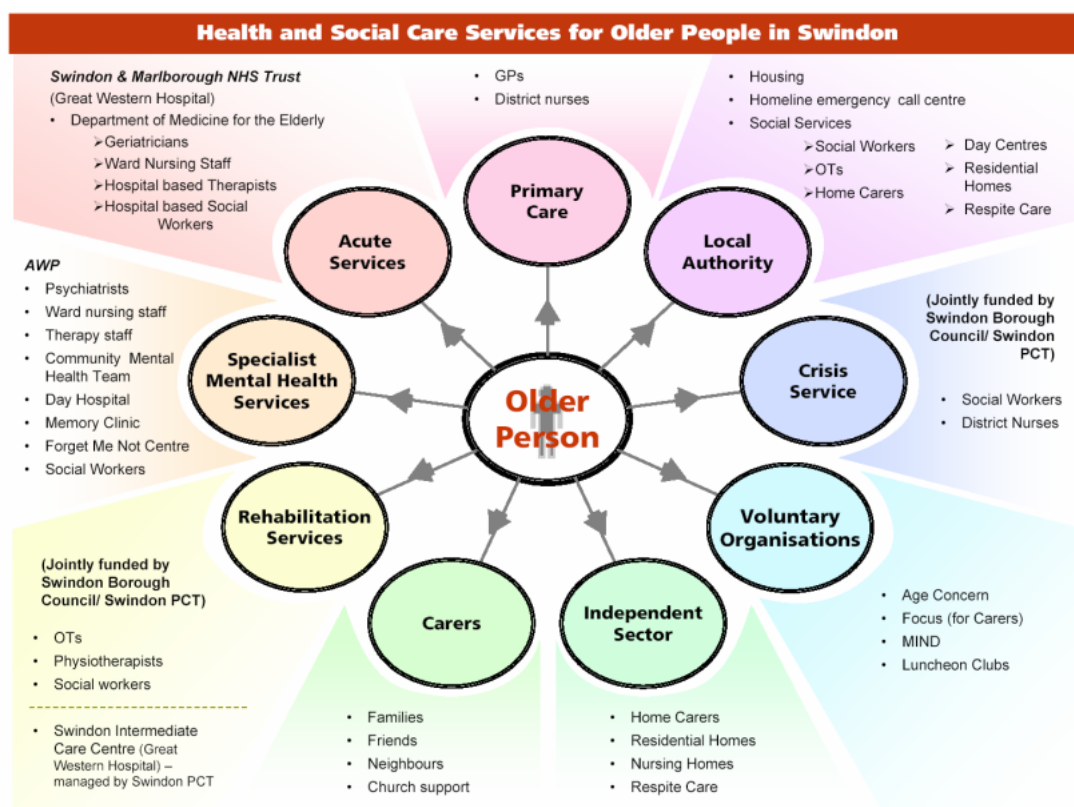 Health and Social Care Services for Older People in Swindon
Swindon & Marlborough NHS Trust
(Great Western Hospital)
• Department of Medicine for the Elderly
➢Geriatricians
➢Ward Nursing Staff
➢Hospital based Therapists
➢Hospital based Social
Workers
• GPs
• District nurses
• Housing
• Homeline emergency call centre
• Social Services
➢Social Workers
➢OTs
➢Home Carers
➢ Day Centres
➢ Residential
Homes
➢ Respite Care
Primary
Care
Acute
Services
Local
Authority
AWP
• Psychiatrists
• Ward nursing staff
• Therapy staff
• Community Mental
Health Team
• Day Hospital
• Memory Clinic
• Forget Me Not Centre
• Social Workers
Specialist
Mental Health
Services
Older
Person
Crisis
Service
(Jointly funded by
Swindon Borough
Council/ Swindon
PCT)
• Social Workers
• District Nurses
Rehabilitation
Services
Voluntary
Organisations
(Jointly funded by
Swindon Borough
Council/ Swindon PCT)
• OTs
• Physiotherapists
• Social workers
• Swindon Intermediate
Care Centre (Great
Western Hospital) –
managed by Swindon PCT
Carers
Independent
Sector
• Age Concern
• Focus (for Carers)
• MIND
• Luncheon Clubs
• Families
• Friends
• Neighbours
• Church support
• Home Carers
• Residential Homes
• Nursing Homes
• Respite Care